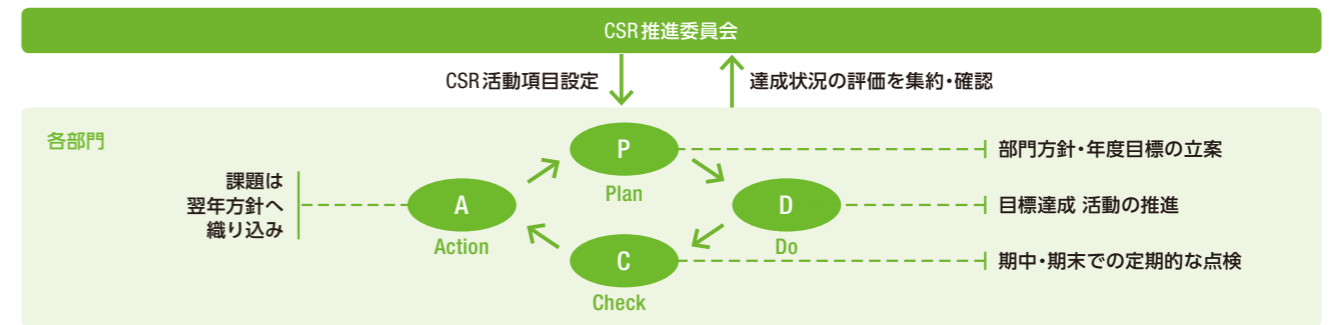 CSR推進委員会
CSR活動項目設定
達成状況の評価を集約・確認
各部門
P
Plan
部門方針・年度目標の立案
課題は
翌年方針へ
織り込み
A
Action
D
Do
目標達成 活動の推進
C
Check
期中・期末での定期的な点検